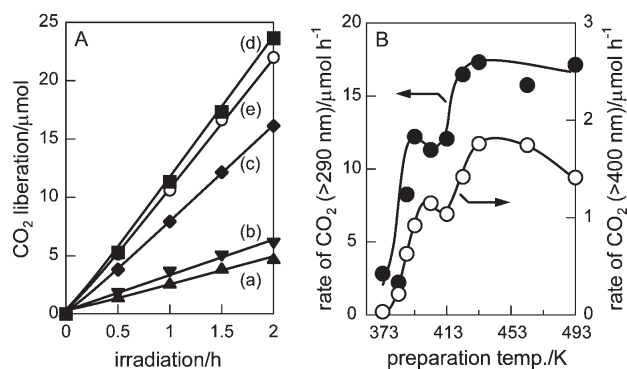 A
CO2 liberation/μmol
25
20
15
10
5
0
(d)
(e)
(c)
(b)
(a)
0 0.5 1 1.5 2
irradiation/h
B
rate of CO2 (>290 nm)/μmol h-1
20
15
10
5
0
rate of CO2 (>400 nm)/μmol h-1
3
2
1
0
373 413 453 493
preparation temp./K